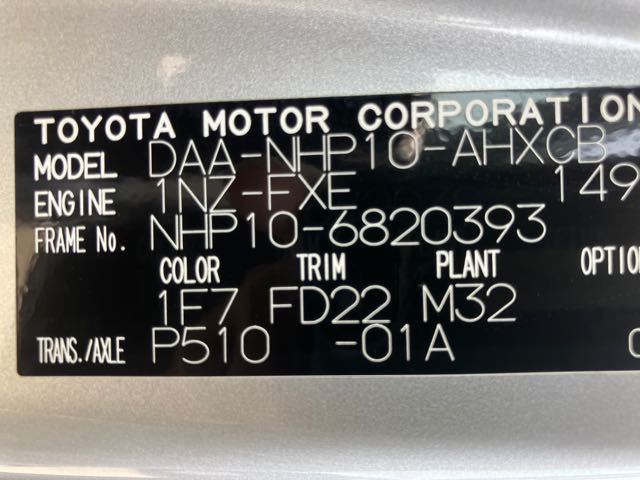 TOYOTA MOTOR CORPORATION
MODEL DAA-NHP10-AHXCB
ENGINE 1NZ-FXE 149
FRAME No. NHP10-6820393
COLOR TRIM PLANT OPTION
1F7 FD22 M32
TRANS./AXLE P510 -01A